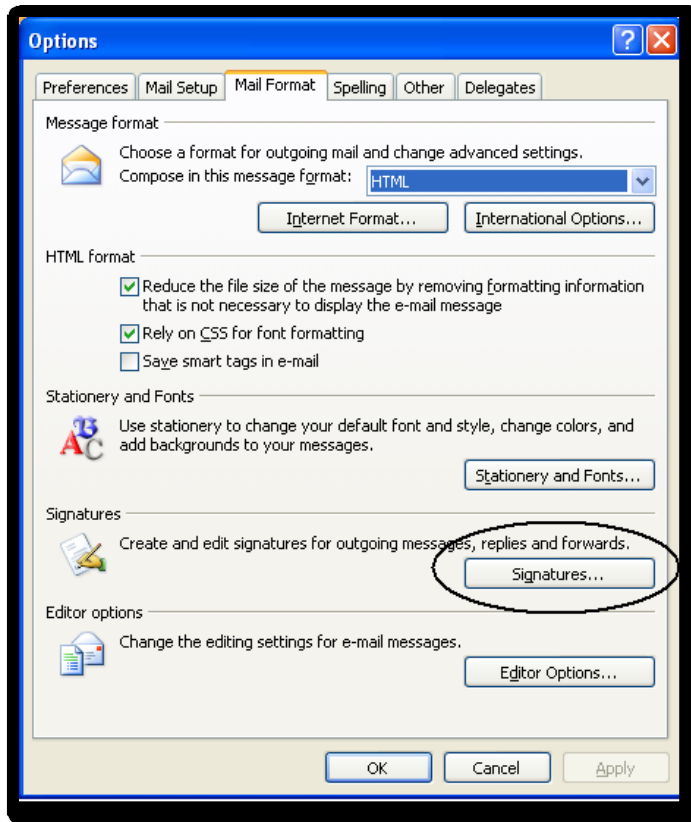 Options
Preferences Mail Setup Mail Format Spelling Other Delegates
Message format
Choose a format for outgoing mail and change advanced settings.
Compose in this message format: HTML
Internet Format... International Options...
HTML format
Reduce the file size of the message by removing formatting information
that is not necessary to display the e-mail message
Rely on CSS for font formatting
Save smart tags in e-mail
Stationery and Fonts
Use stationery to change your default font and style, change colors, and
add backgrounds to your messages.
Stationery and Fonts...
Signatures
Create and edit signatures for outgoing messages, replies and forwards.
Signatures...
Editor options
Change the editing settings for e-mail messages.
Editor Options...
OK Cancel Apply